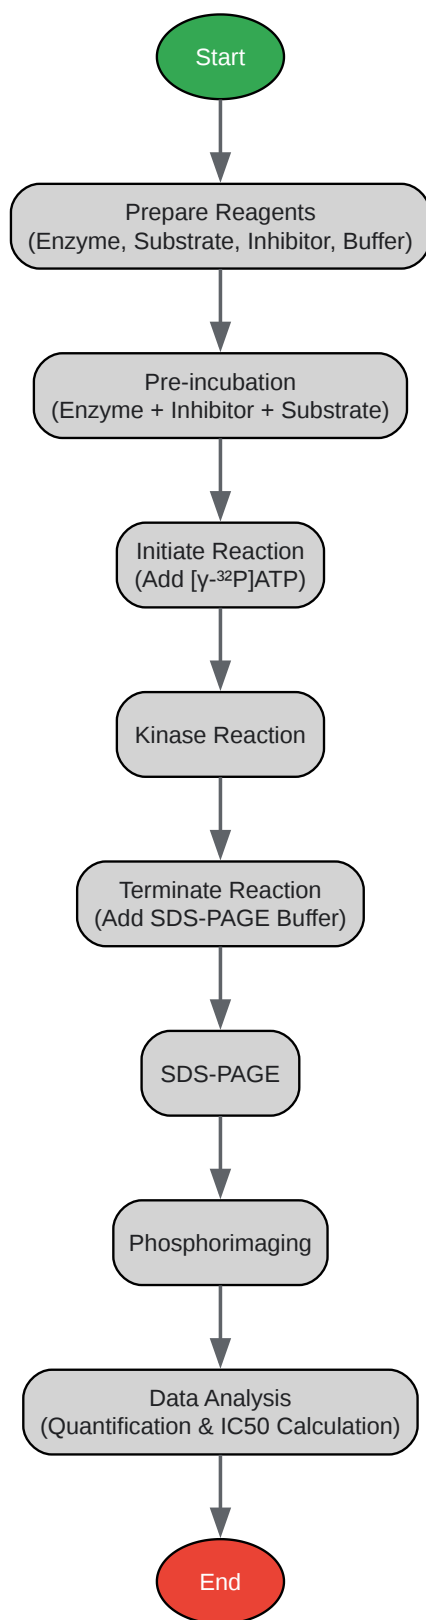 Start
Prepare Reagents
(Enzyme, Substrate, Inhibitor, Buffer)
Pre-incubation
(Enzyme + Inhibitor + Substrate)
Initiate Reaction
(Add [γ-³²P]ATP)
Kinase Reaction
Terminate Reaction
(Add SDS-PAGE Buffer)
SDS-PAGE
Phosphorimaging
Data Analysis
(Quantification & IC50 Calculation)
End